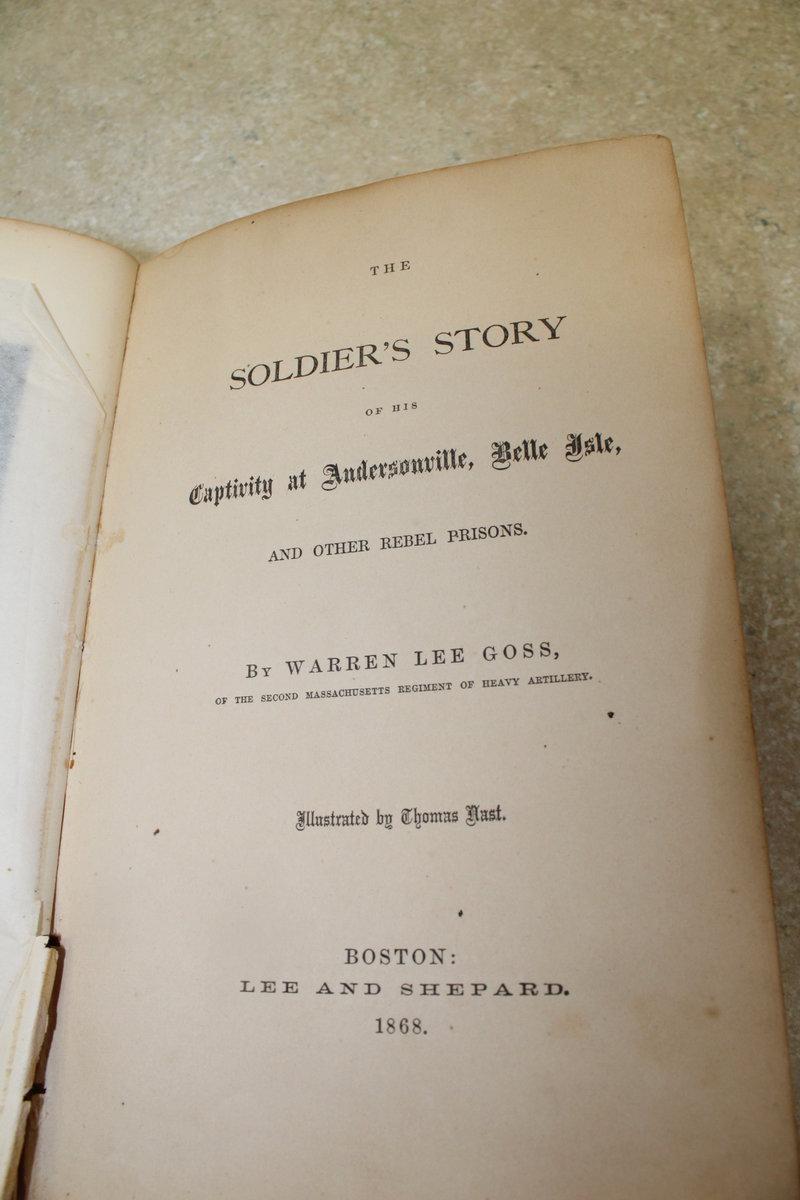 THE
SOLDIER'S STORY
OF HIS
Captivity at Andersonville, Belle Isle,
AND OTHER REBEL PRISONS.
BY WARREN LEE GOSS,
OF THE SECOND MASSACHUSETTS REGIMENT OF HEAVY ARTILLERY.
Illustrated by Thomas Nast.
BOSTON:
LEE AND SHEPARD.
1868.